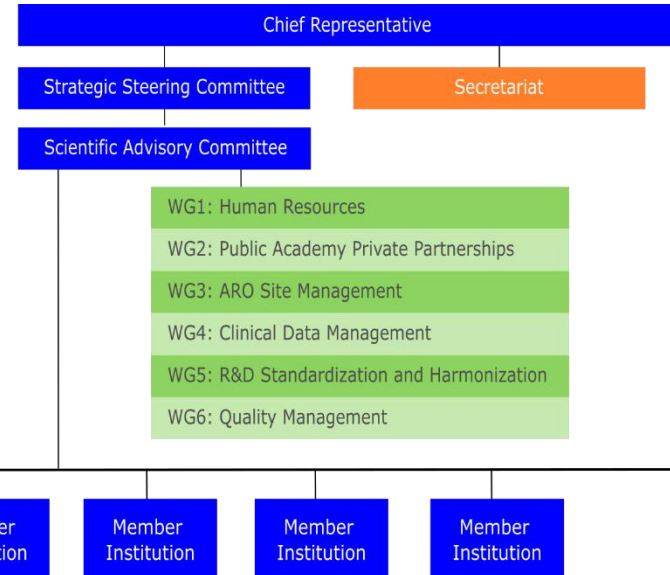 Chief Representative
Strategic Steering Committee
Secretariat
Scientific Advisory Committee
WG1: Human Resources
WG2: Public Academy Private Partnerships
WG3: ARO Site Management
WG4: Clinical Data Management
WG5: R&D Standardization and Harmonization
WG6: Quality Management
er
tion
Member
Institution
Member
Institution
Member
Institution